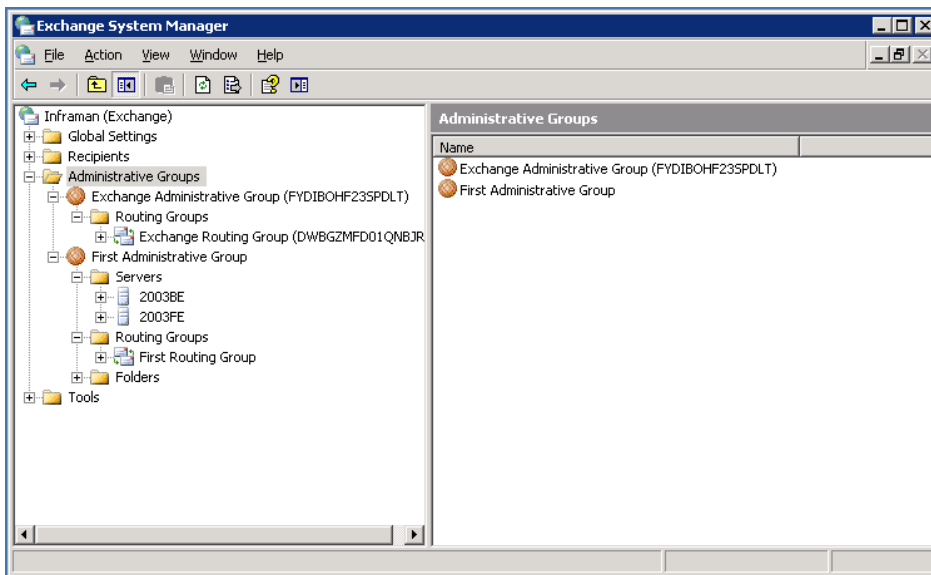 Exchange System Manager
File Action View Window Help
Inframan (Exchange)
Global Settings
Recipients
Administrative Groups
Exchange Administrative Group (FYDIBOHF23SPDLT)
Routing Groups
Exchange Routing Group (DWBGZMFD01QNBJR
First Administrative Group
Servers
2003BE
2003FE
Routing Groups
First Routing Group
Folders
Tools
Administrative Groups
Name
Exchange Administrative Group (FYDIBOHF23SPDLT)
First Administrative Group